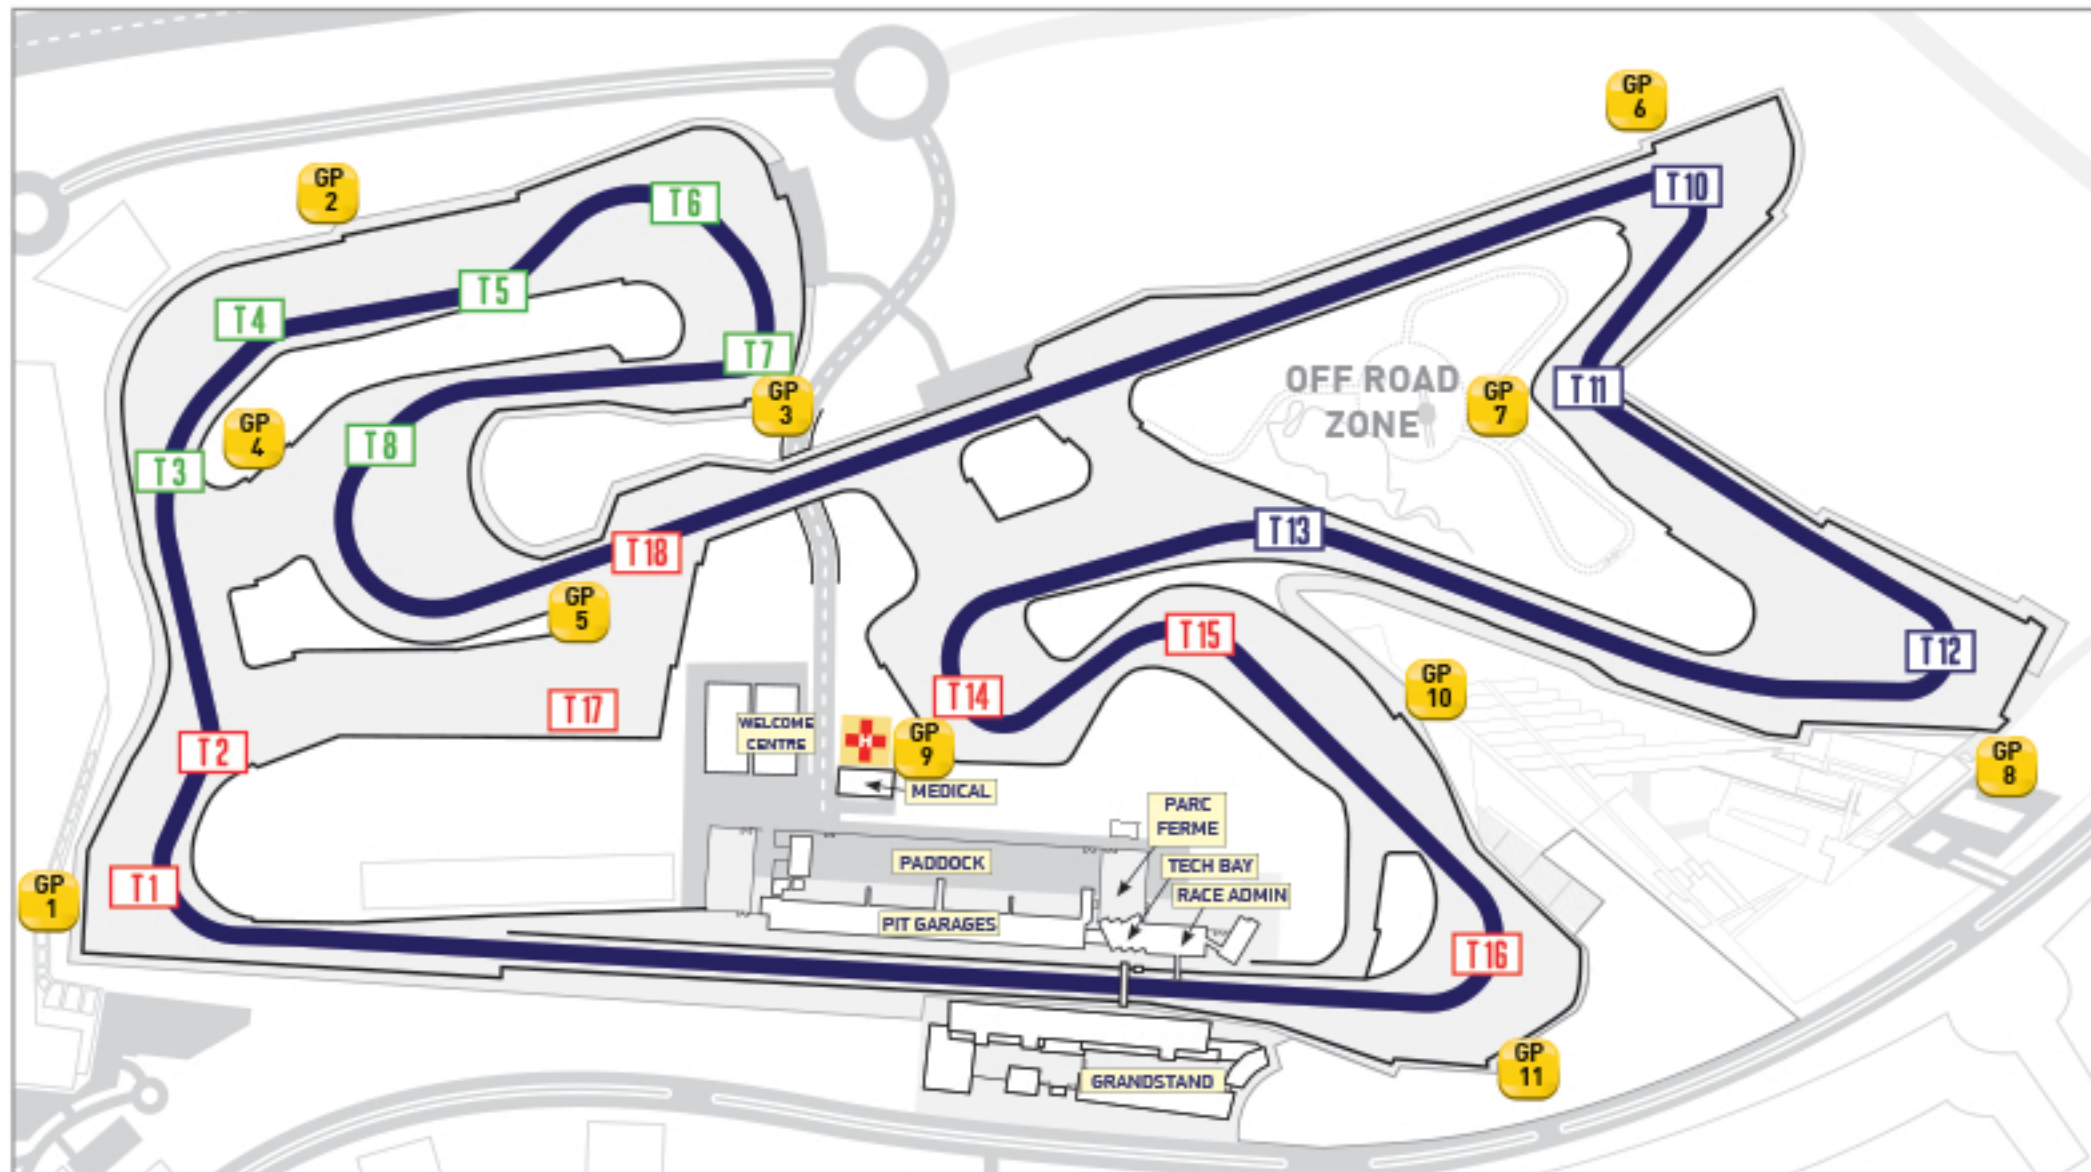 GP
6
GP
2
T10
T6
T5
T4
T7
GP
3
OFF ROAD
ZONE
GP
7
T11
GP
4
T8
T3
T13
T18
GP
5
T15
T12
GP
10
T14
T17
WELCOME
CENTRE
H
GP
9
T2
GP
8
MEDICAL
PARC
FERME
PADDOCK
TECH BAY
RACE ADMIN
T1
GP
1
PIT GARAGES
T16
GP
11
GRANDSTAND